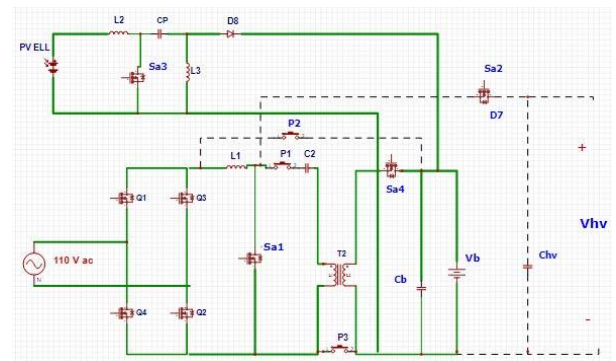 L2
CP
D8
PV ELL
Sa3
L3
Sa2
D7
P2
+
L1
P1
C2
Q1
Q3
Sa4
Vhv
Sa1
T2
110 V ac
Cb
Vb
Chv
Q4
Q2
P3
-